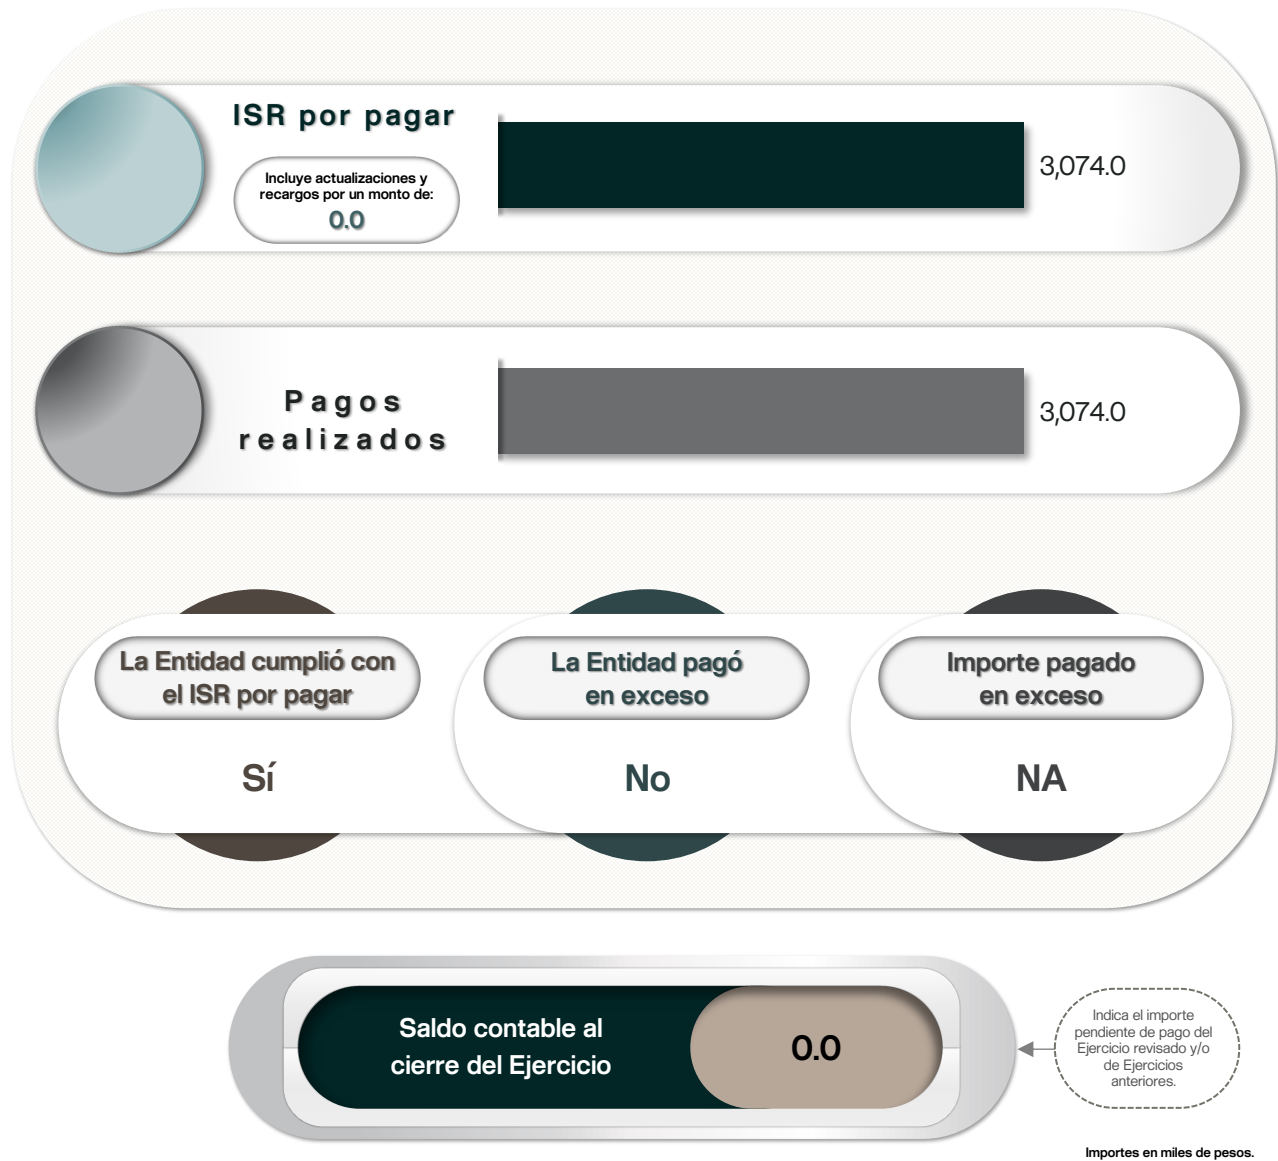 ISR por pagar
Incluye actualizaciones y
recargos por un monto de:
0.0
3,074.0
Pagos
realizados
3,074.0
La Entidad cumplió con
el ISR por pagar
Sí
La Entidad pagó
en exceso
No
Importe pagado
en exceso
NA
Saldo contable al
cierre del Ejercicio
0.0
Indica el importe
pendiente de pago del
Ejercicio revisado y/o
de Ejercicios
anteriores.
Importes en miles de pesos.